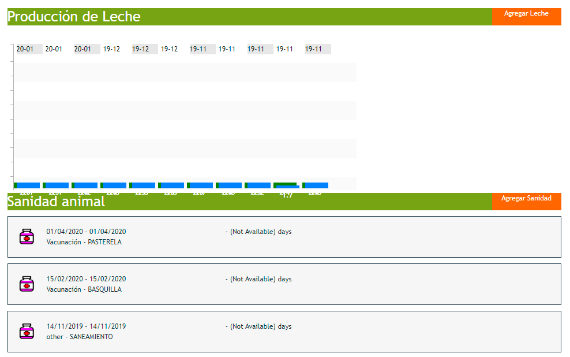 Producción de Leche
Agregar Leche
20-01 20-01 20-01 19-12 19-12 19-12 19-11 19-11 19-11 19-11 19-11
Sanidad animal
Agregar Sanidad
01/04/2020 - 01/04/2020 - (Not Available) days
Vacunación - PASTERELA
15/02/2020 - 15/02/2020 - (Not Available) days
Vacunación - BASQUILLA
14/11/2019 - 14/11/2019 - (Not Available) days
other - SANEAMIENTO